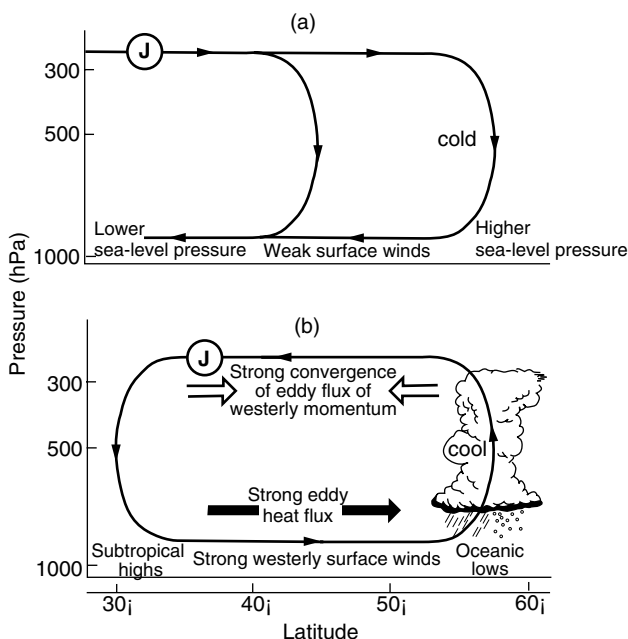 (a)
J
300
500
cold
Lower
sea-level pressure
Weak surface winds
Higher
sea-level pressure
1000
Pressure (hPa)
(b)
J
300
Strong convergence
of eddy flux of
westerly momentum
500
cool
Strong eddy
heat flux
Subtropical
highs
Strong westerly surface winds
Oceanic
lows
1000
30¡ 40¡ 50¡ 60¡
Latitude